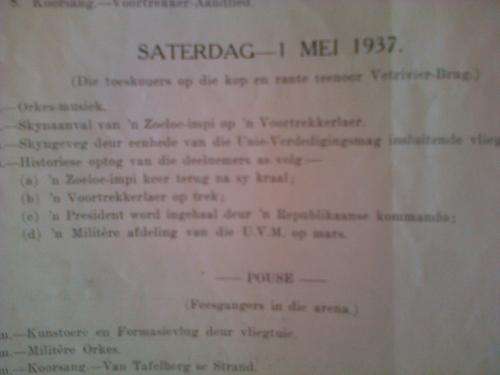 8. Koorsang.—Voortrekker-Aandlied.
SATERDAG—1 MEI 1937.
(Die toeskouers op die kop en rante teenoor Vetrivier-Brug.)
—Orkes-musiek.
—Skynaanval van 'n Zoeloe-impi op 'n Voortrekkerlaer.
—Skyngeveg deur eenhede van die Unie-Verdedigingsmag insluitende vlieg
—Historiese optog van die deelnemers as volg—
(a) 'n Zoeloe-impi keer terug na sy kraal;
(b) 'n Voortrekkerlaer op trek;
(c) 'n President word ingehaal deur 'n Republikaanse kommando;
(d) 'n Militêre afdeling van die U.V.M. op mars.
— POUSE —
(Feesgangers in die arena.)
m.—Kunstoere en Formasievlug deur vliegtuie.
m.—Militêre Orkes.
m.—Koorsang—Van Tafelberg se Strand.